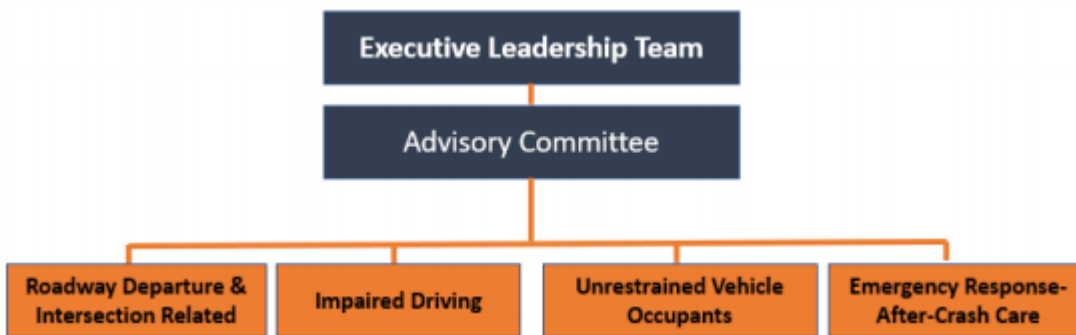 Executive Leadership Team
Advisory Committee
Roadway Departure &
Intersection Related
Impaired Driving
Unrestrained Vehicle
Occupants
Emergency Response-
After-Crash Care